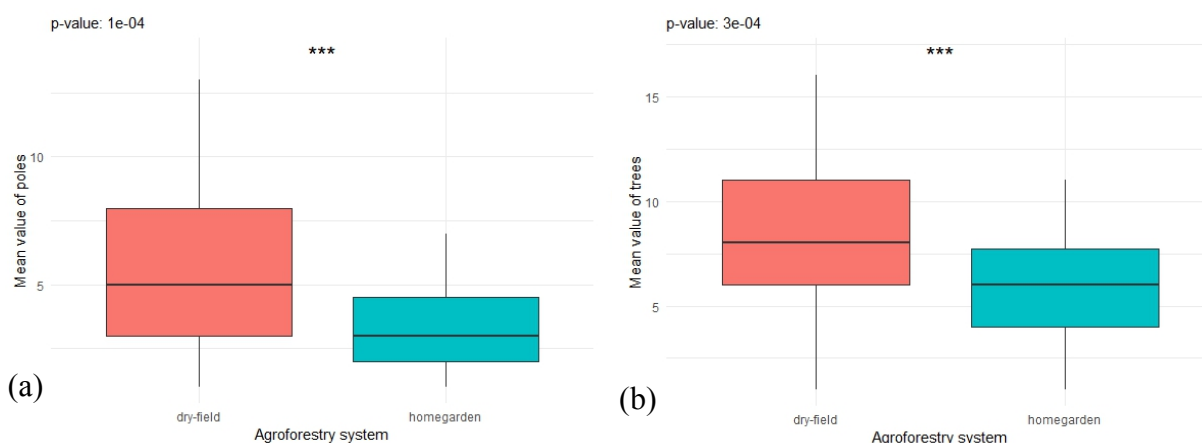 p-value: 1e-04
***
Mean value of poles
10
5
dry-field
homegarden
Agroforestry system
(a)
p-value: 3e-04
***
Mean value of trees
15
10
5
dry-field
homegarden
Agroforestry system
(b)